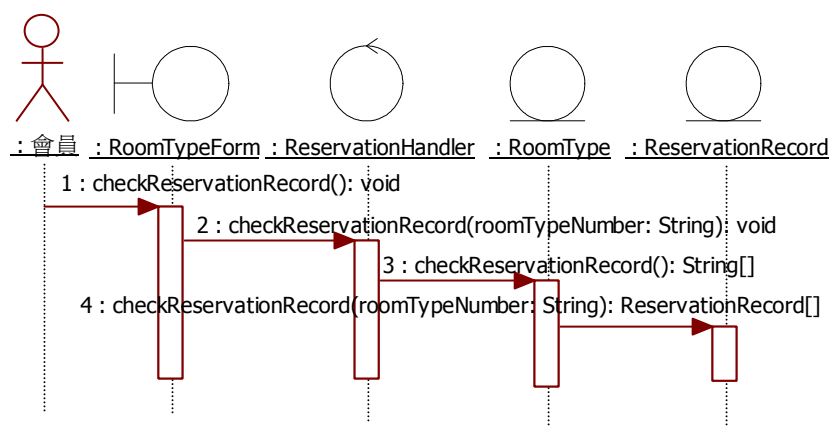 : 會員 : RoomTypeForm : ReservationHandler : RoomType : ReservationRecord
1 : checkReservationRecord(): void
2 : checkReservationRecord(roomTypeNumber: String): void
3 : checkReservationRecord(): String[]
4 : checkReservationRecord(roomTypeNumber: String): ReservationRecord[]